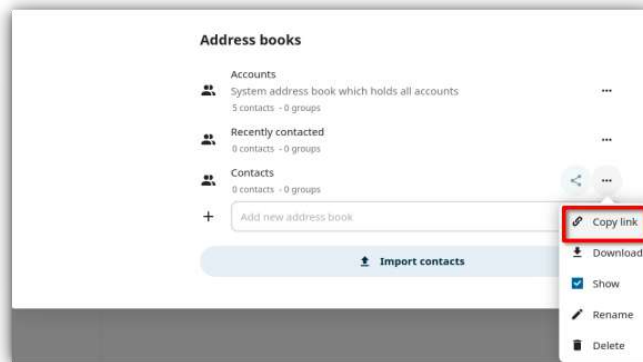 Address books
Accounts
System address book which holds all accounts
5 contacts - 0 groups
Recently contacted
0 contacts - 0 groups
Contacts
0 contacts - 0 groups
Add new address book
Import contacts
Copy link
Download
Show
Rename
Delete